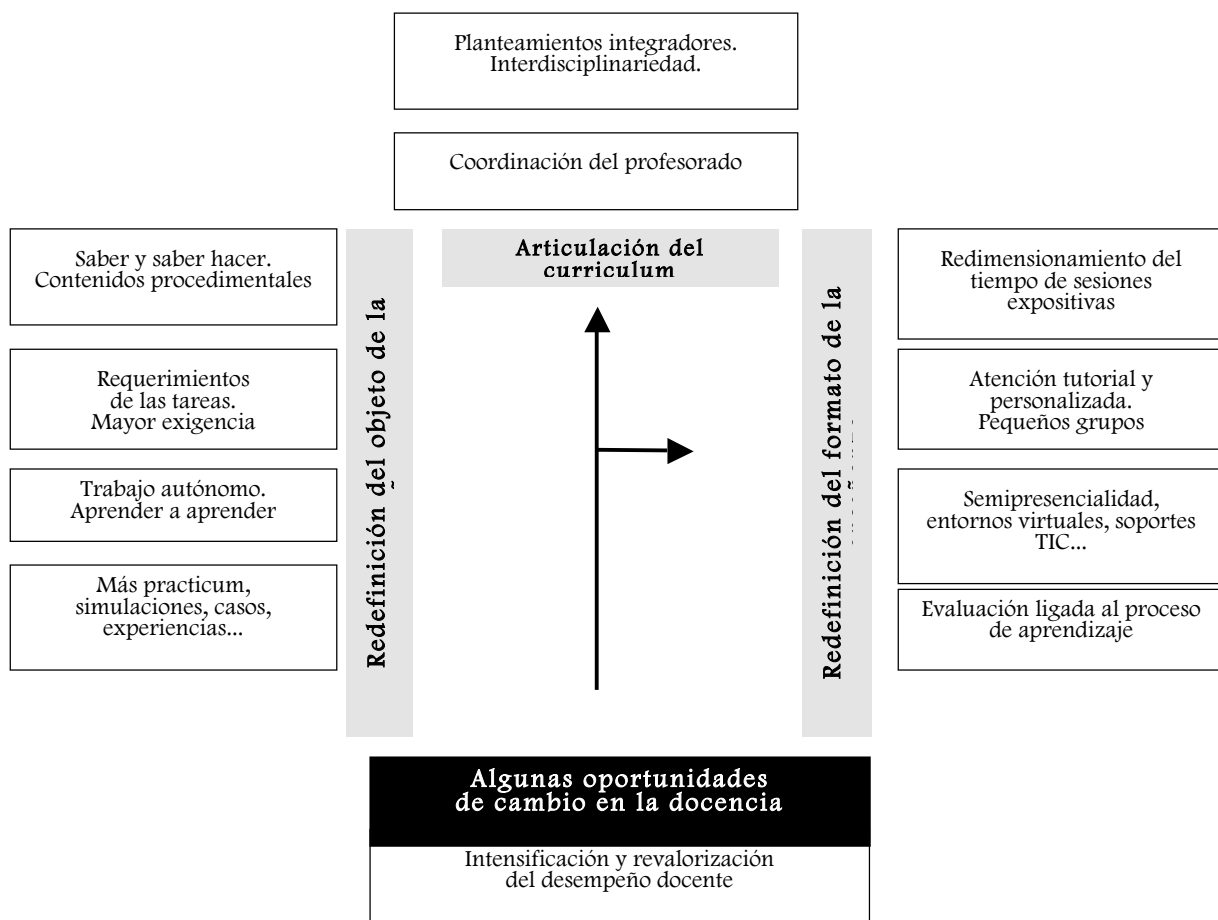 Planteamientos integradores.
Interdisciplinariedad.
Coordinación del profesorado
Articulación del
curriculum
Saber y saber hacer.
Contenidos procedimentales
Requerimientos
de las tareas.
Mayor exigencia
Trabajo autónomo.
Aprender a aprender
Más practicum,
simulaciones, casos,
experiencias...
Redefinición del objeto de la
Redefinición del formato de la
Redimensionamiento del
tiempo de sesiones
expositivas
Atención tutorial y
personalizada.
Pequeños grupos
Semipresencialidad,
entornos virtuales, soportes
TIC...
Evaluación ligada al proceso
de aprendizaje
Algunas oportunidades
de cambio en la docencia
Intensificación y revalorización
del desempeño docente